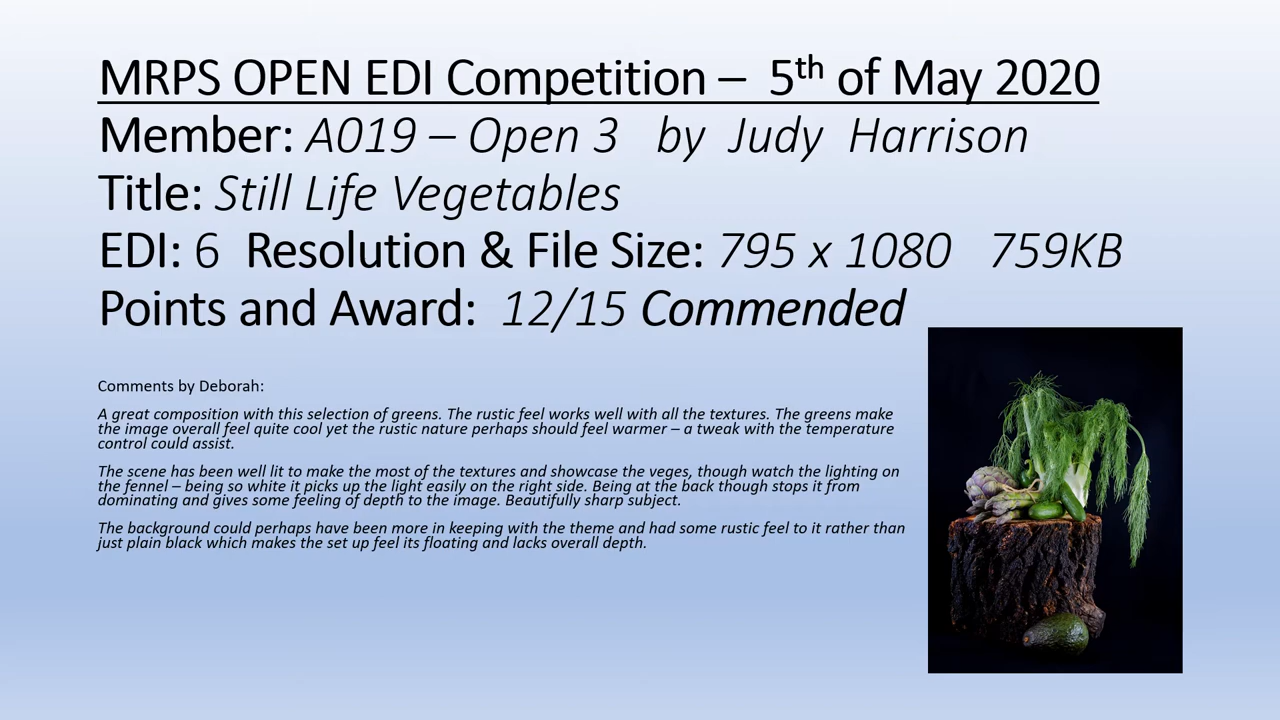 MRPS OPEN EDI Competition – 5th of May 2020
Member: A019 – Open 3 by Judy Harrison
Title: Still Life Vegetables
EDI: 6 Resolution & File Size: 795 x 1080 759KB
Points and Award: 12/15 Commended
Comments by Deborah:
A great composition with this selection of greens. The rustic feel works well with all the textures. The greens make
the image overall feel quite cool yet the rustic nature perhaps should feel warmer – a tweak with the temperature
control could assist.
The scene has been well lit to make the most of the textures and showcase the veges, though watch the lighting on
the fennel – being so white it picks up the light easily on the right side. Being at the back though stops it from
dominating and gives some feeling of depth to the image. Beautifully sharp subject.
The background could perhaps have been more in keeping with the theme and had some rustic feel to it rather than
just plain black which makes the set up feel its floating and lacks overall depth.